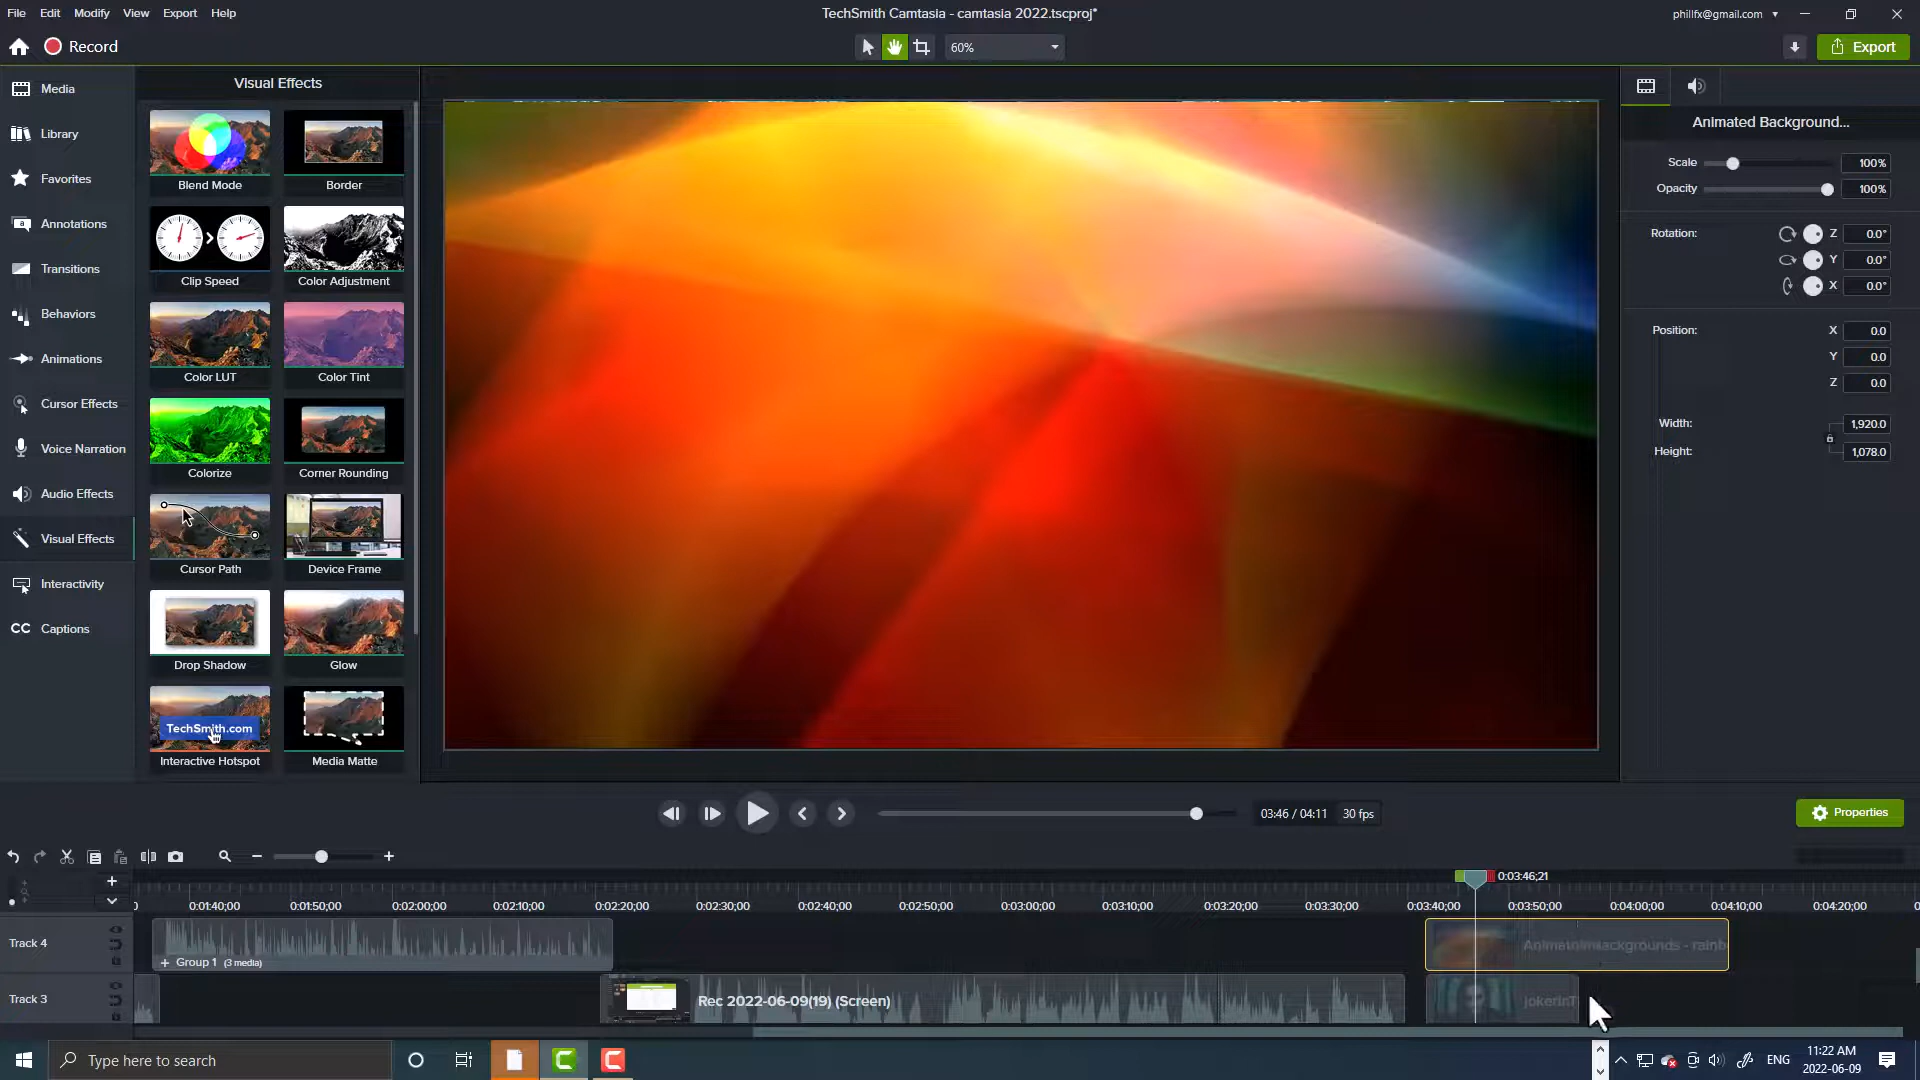 File Edit Modify View Export Help
TechSmith Camtasia - camtasia 2022.tscproj*
phillfx@gmail.com
Record
60%
Export
Media
Library
Favorites
Annotations
Transitions
Behaviors
Animations
Cursor Effects
Voice Narration
Audio Effects
Visual Effects
Interactivity
CC Captions
Visual Effects
Blend Mode
Border
Clip Speed
Color Adjustment
Color LUT
Color Tint
Colorize
Corner Rounding
Cursor Path
Device Frame
Drop Shadow
Glow
TechSmith.com
Interactive Hotspot
Media Matte
Animated Background...
Scale 100%
Opacity 100%
Rotation: Z 0.0°
Y 0.0°
X 0.0°
Position: X 0.0
Y 0.0
Z 0.0
Width: 1,920.0
Height: 1,078.0
03:46 / 04:11 30 fps
Properties
0:03:46;21
0:01:40;00 0:01:50;00 0:02:00;00 0:02:10;00 0:02:20;00 0:02:30;00 0:02:40;00 0:02:50;00 0:03:00;00 0:03:10;00 0:03:20;00 0:03:30;00 0:03:40;00 0:03:50;00 0:04:00;00 0:04:10;00 0:04:20;00
Track 4
+ Group 1 (3 media)
Track 3
Rec 2022-06-09(19) (Screen)
jokerInT
Type here to search
ENG
11:22 AM
2022-06-09